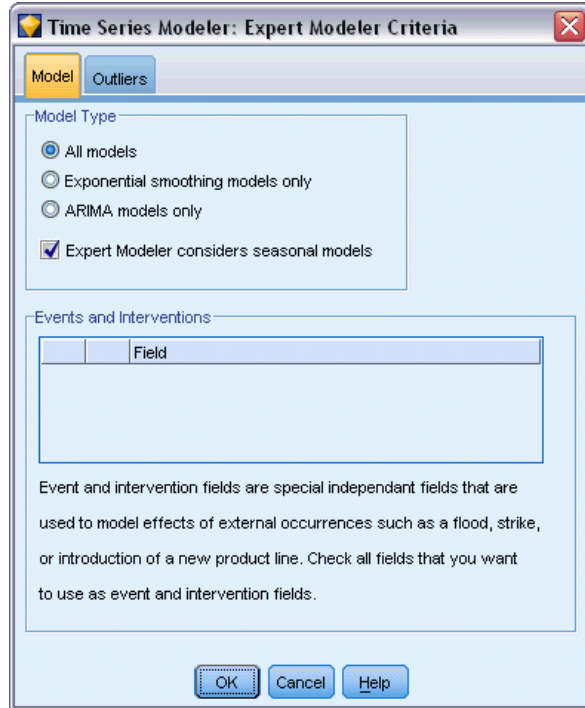 Time Series Modeler: Expert Modeler Criteria
Model Outliers
Model Type
All models
Exponential smoothing models only
ARIMA models only
Expert Modeler considers seasonal models
Events and Interventions
Field
Event and intervention fields are special independant fields that are
used to model effects of external occurrences such as a flood, strike,
or introduction of a new product line. Check all fields that you want
to use as event and intervention fields.
OK Cancel Help